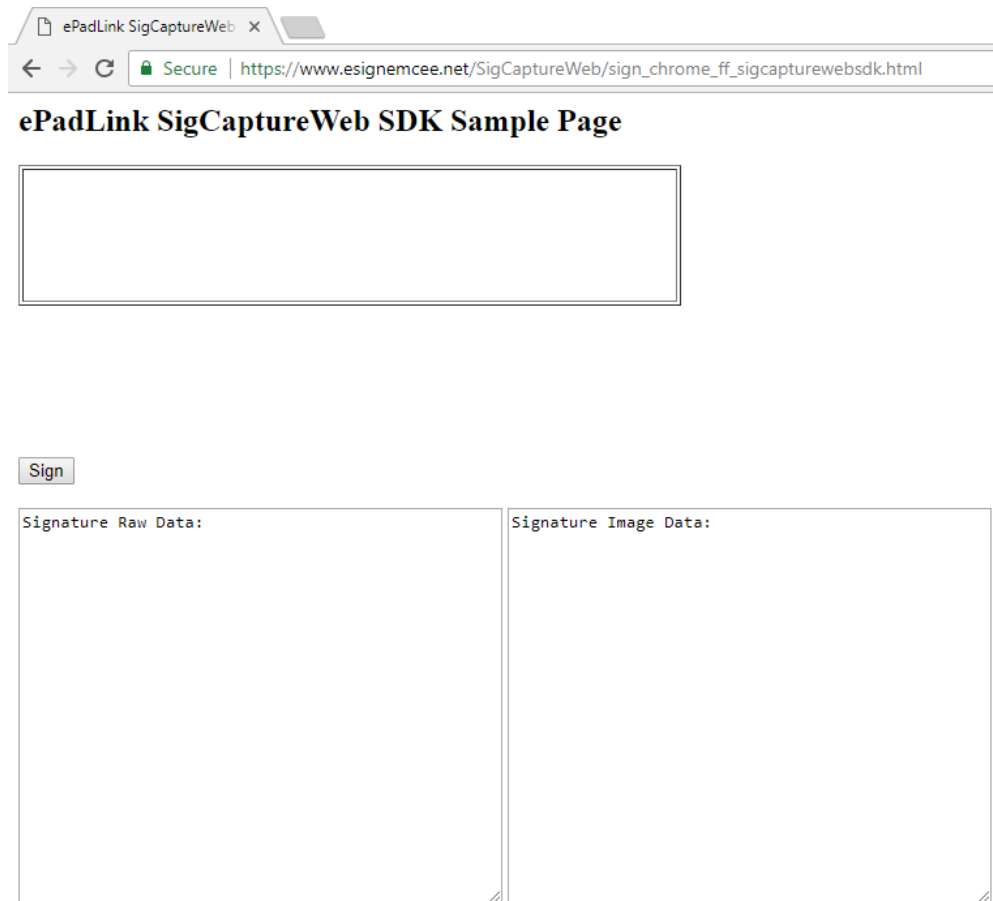 ePadLink SigCaptureWeb
Secure | https://www.esignemcee.net/SigCaptureWeb/sign_chrome_ff_sigcapturewebsdk.html
ePadLink SigCaptureWeb SDK Sample Page
Sign
Signature Raw Data:
Signature Image Data: